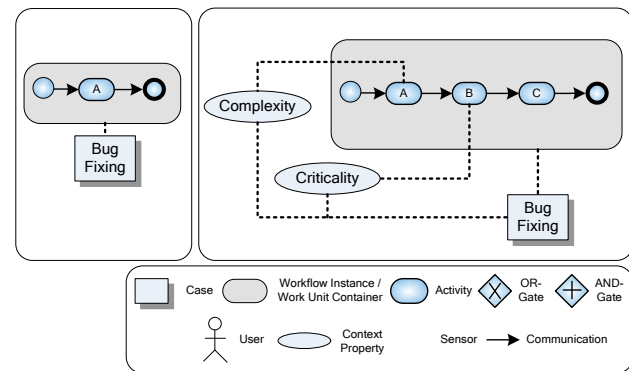 A
Bug
Fixing
Complexity
A
B
C
Criticality
Bug
Fixing
Case
Workflow Instance /
Work Unit Container
Activity
OR-
Gate
AND-
Gate
User
Context
Property
Sensor
Communication